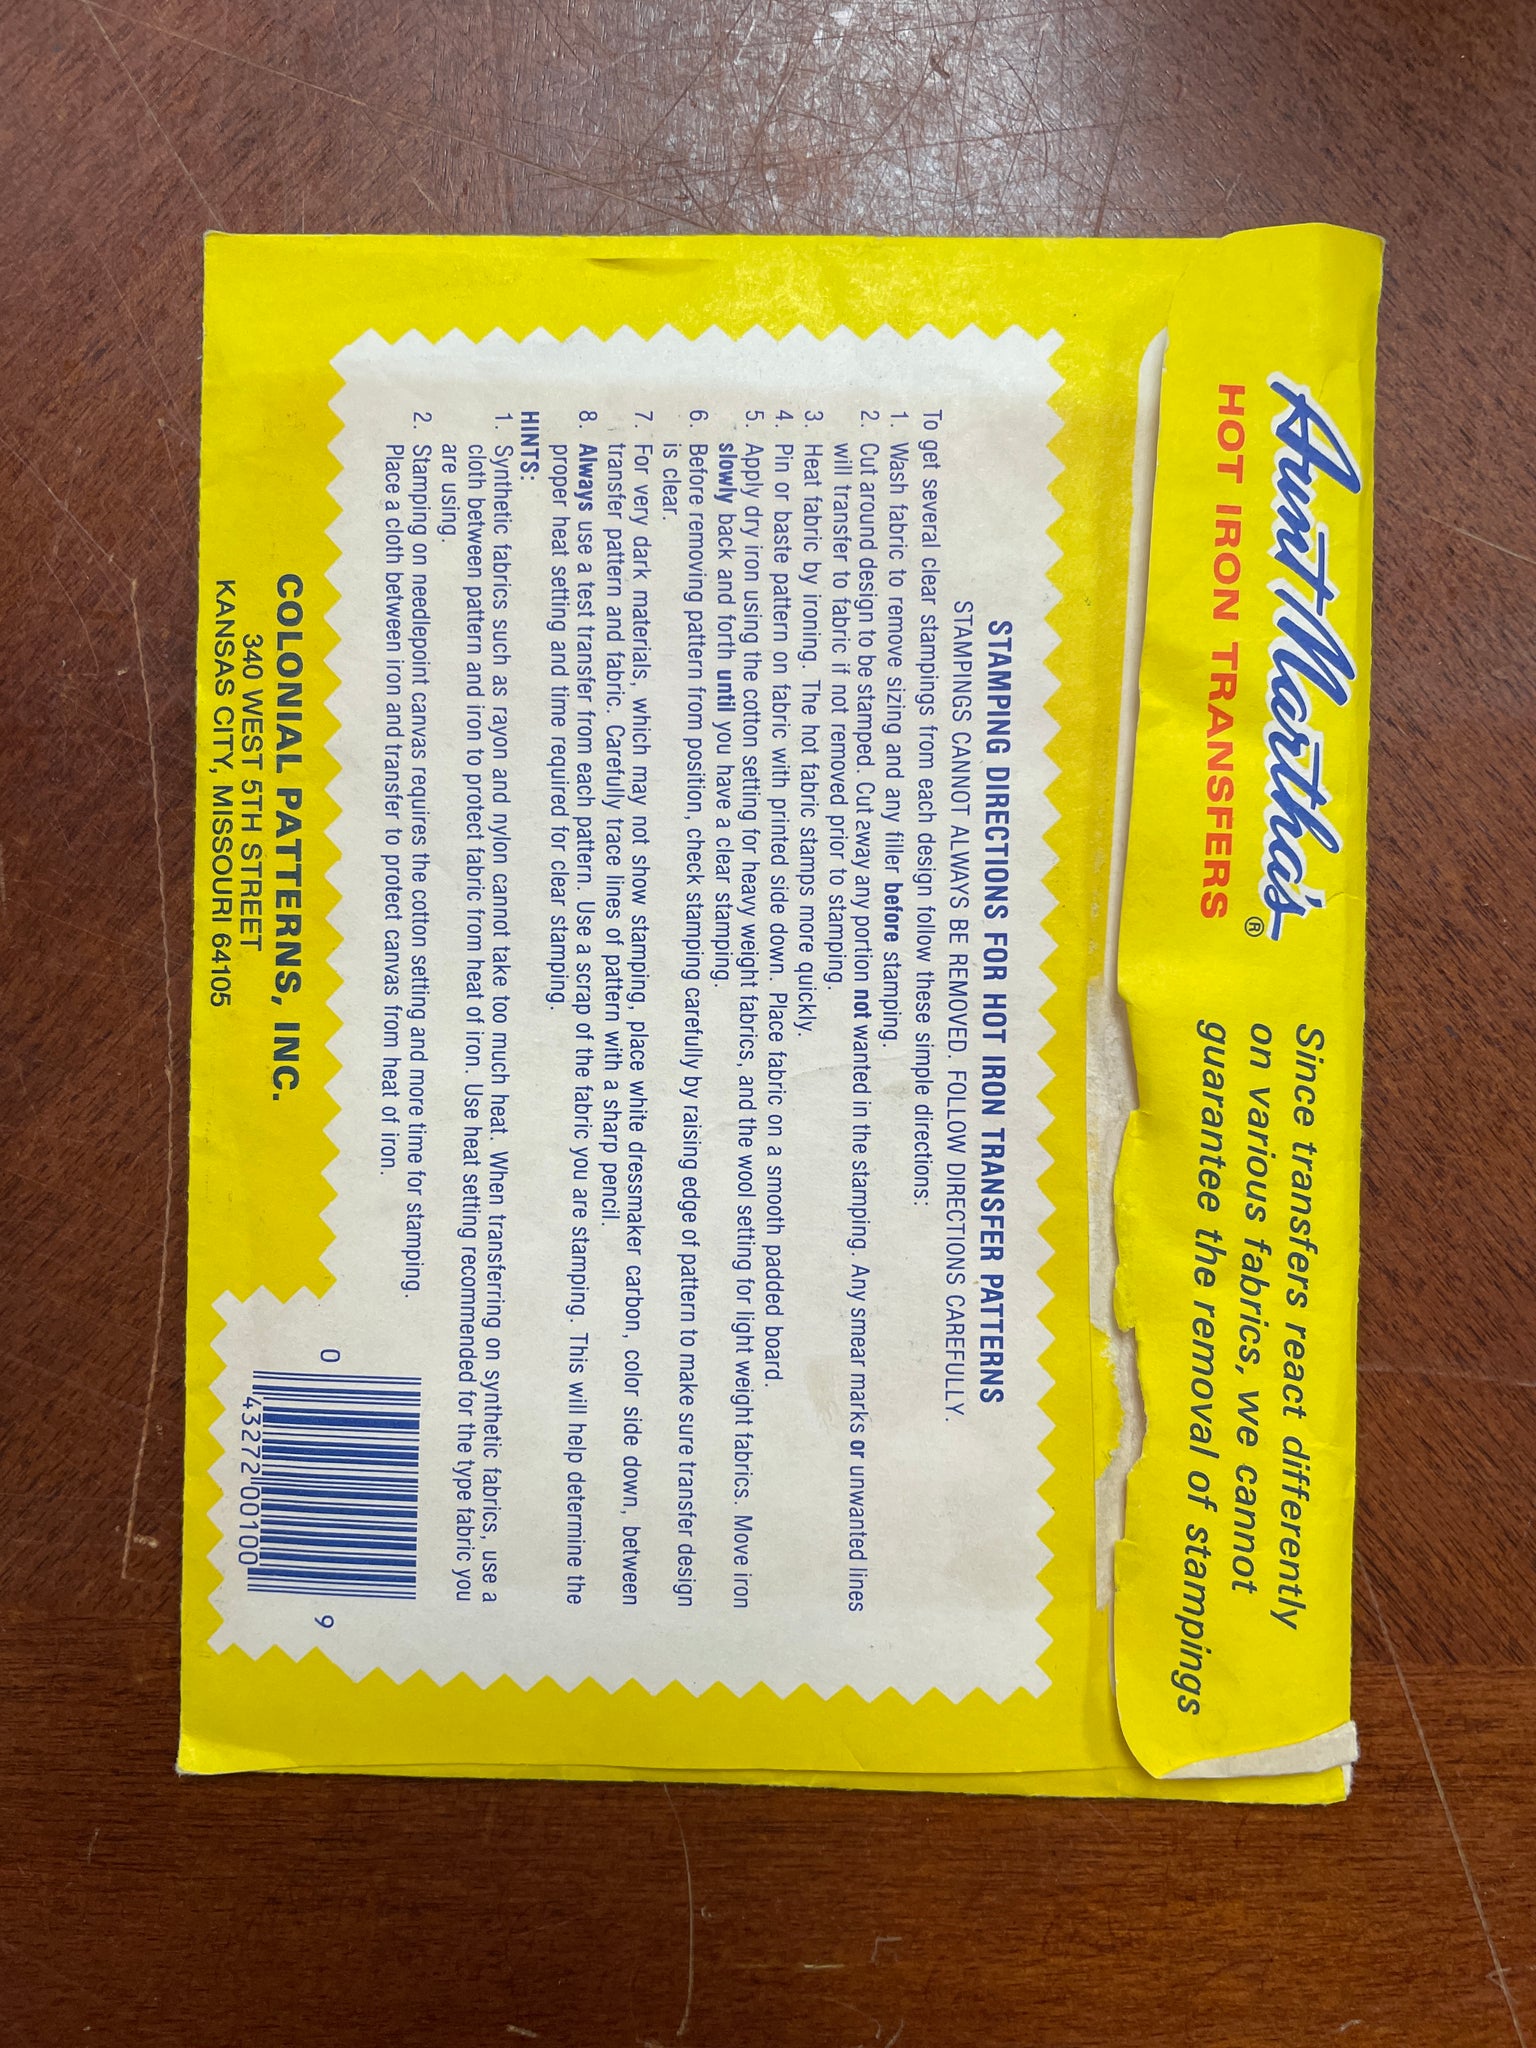 Aunt Martha's®
HOT IRON TRANSFERS
Since transfers react differently
on various fabrics, we cannot
guarantee the removal of stampings
STAMPING DIRECTIONS FOR HOT IRON TRANSFER PATTERNS
STAMPINGS CANNOT ALWAYS BE REMOVED. FOLLOW DIRECTIONS CAREFULLY.
To get several clear stampings from each design follow these simple directions:
1. Wash fabric to remove sizing and any filler before stamping.
2. Cut around design to be stamped. Cut away any portion not wanted in the stamping. Any smear marks or unwanted lines
will transfer to fabric if not removed prior to stamping.
3. Heat fabric by ironing. The hot fabric stamps more quickly.
4. Pin or baste pattern on fabric with printed side down. Place fabric on a smooth padded board.
5. Apply dry iron using the cotton setting for heavy weight fabrics, and the wool setting for light weight fabrics. Move iron
slowly back and forth until you have a clear stamping.
6. Before removing pattern from position, check stamping carefully by raising edge of pattern to make sure transfer design
is clear.
7. For very dark materials, which may not show stamping, place white dressmaker carbon, color side down, between
transfer pattern and fabric. Carefully trace lines of pattern with a sharp pencil.
8. Always use a test transfer from each pattern. Use a scrap of the fabric you are stamping. This will help determine the
proper heat setting and time required for clear stamping.
HINTS:
1. Synthetic fabrics such as rayon and nylon cannot take too much heat. When transferring on synthetic fabrics, use a
cloth between pattern and iron to protect fabric from heat of iron. Use heat setting recommended for the type fabric you
are using.
2. Stamping on needlepoint canvas requires the cotton setting and more time for stamping.
Place a cloth between iron and transfer to protect canvas from heat of iron.
COLONIAL PATTERNS, INC.
340 WEST 5TH STREET
KANSAS CITY, MISSOURI 64105
0 43272 00100 9